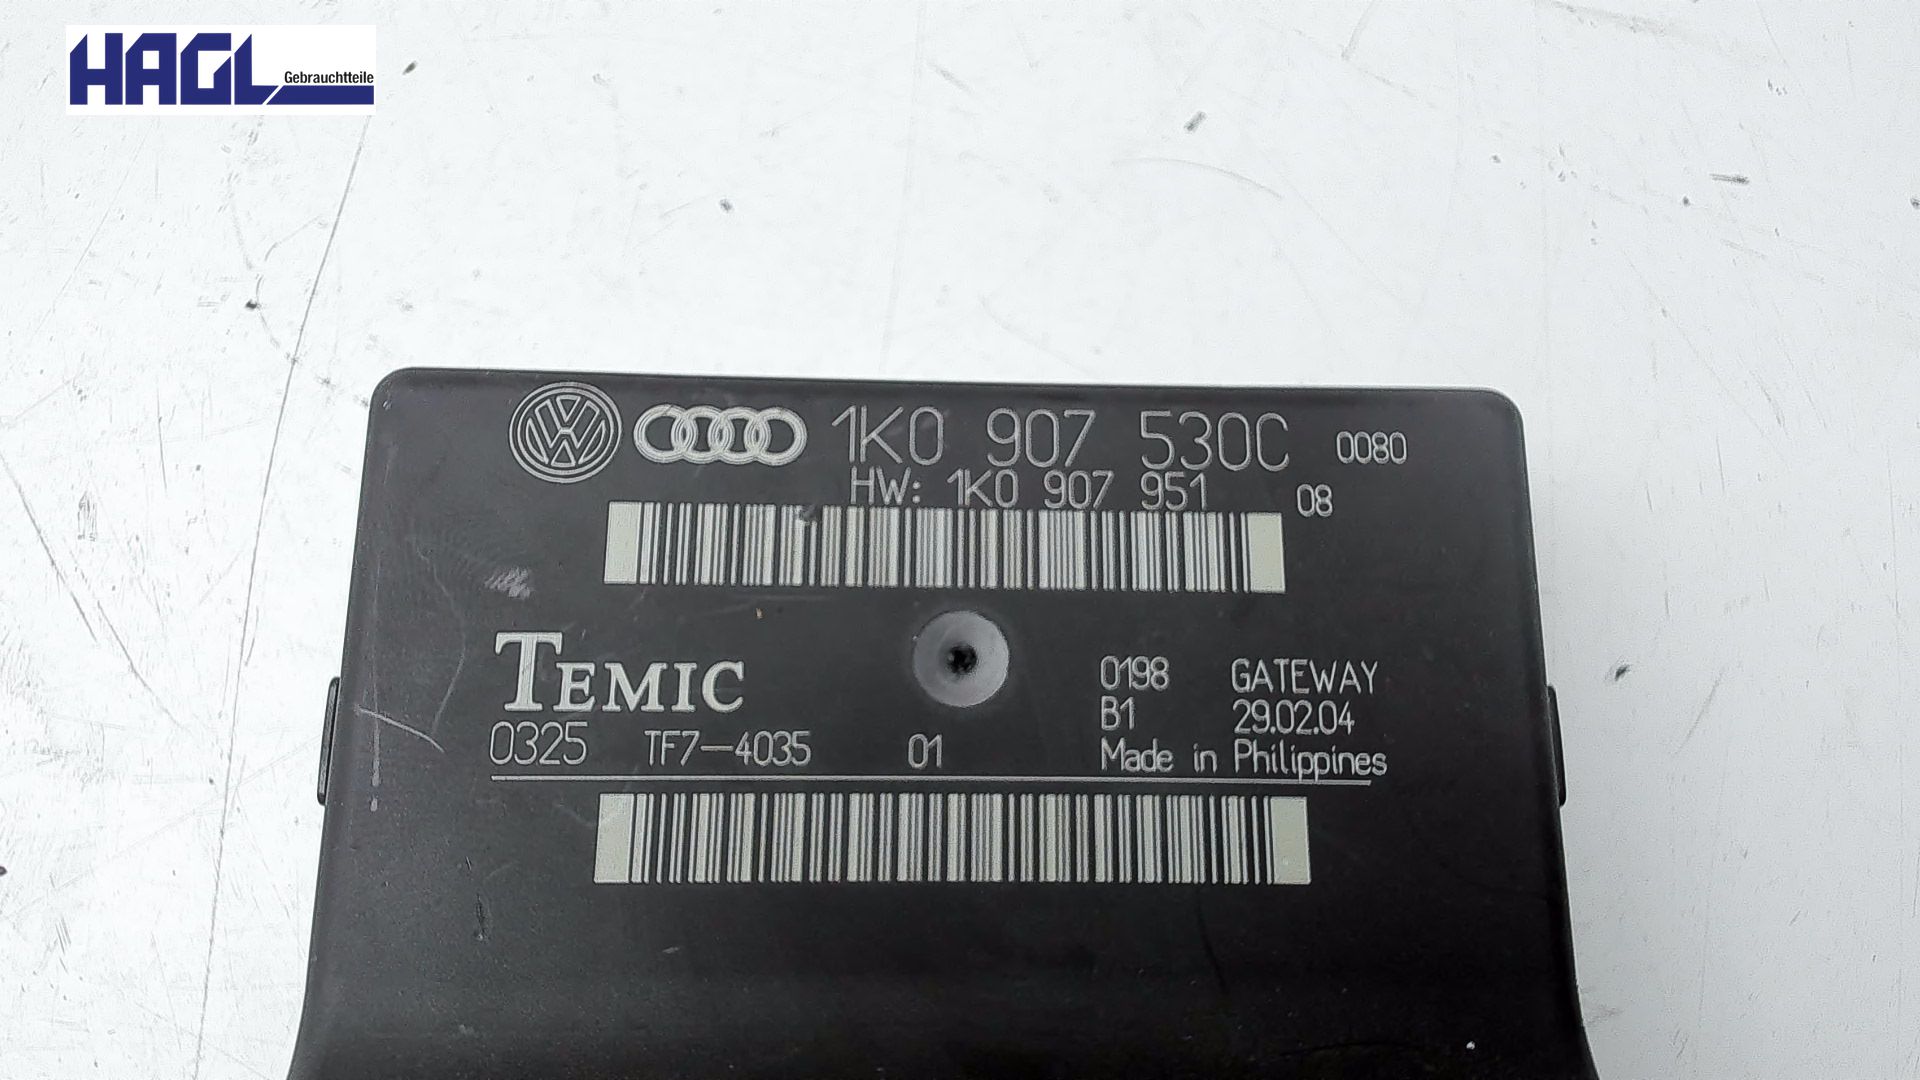 HAGL Gebrauchtteile
1K0 907 530C 0080
HW: 1K0 907 951 08
TEMIC
0198 GATEWAY
B1 29.02.04
0325 TF7-4035 01 Made in Philippines